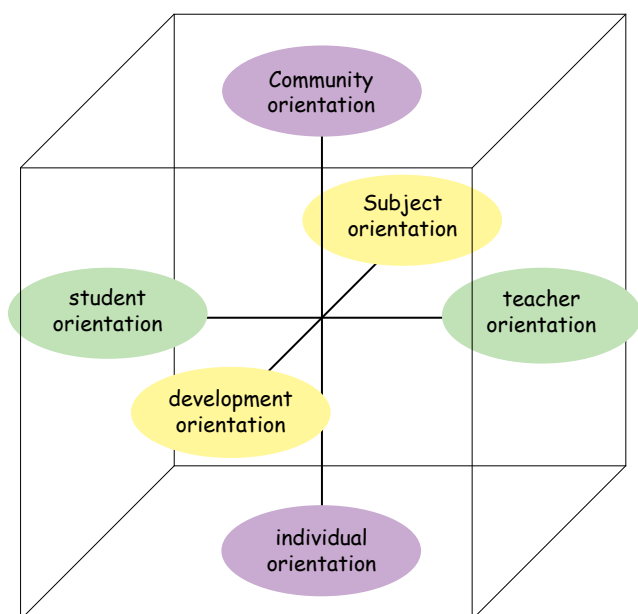 Community
orientation
Subject
orientation
student
orientation
teacher
orientation
development
orientation
individual
orientation